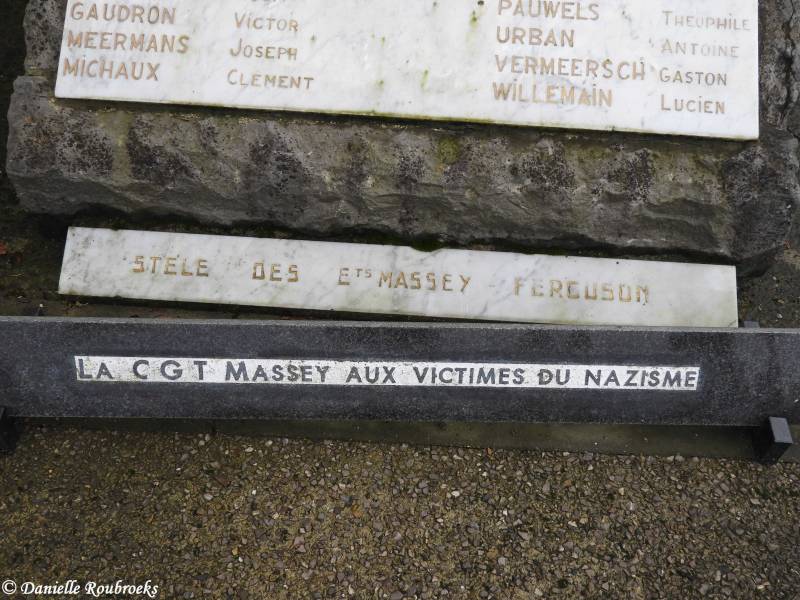 GAUDRON VICTOR PAUWELS THEOPHILE
MEERMANS JOSEPH URBAN ANTOINE
MICHAUX CLEMENT VERMEERSCH GASTON
WILLEMAIN LUCIEN
STELE DES ETS MASSEY - FERGUSON
LA CGT MASSEY AUX VICTIMES DU NAZISME
© Danielle Roubroeks